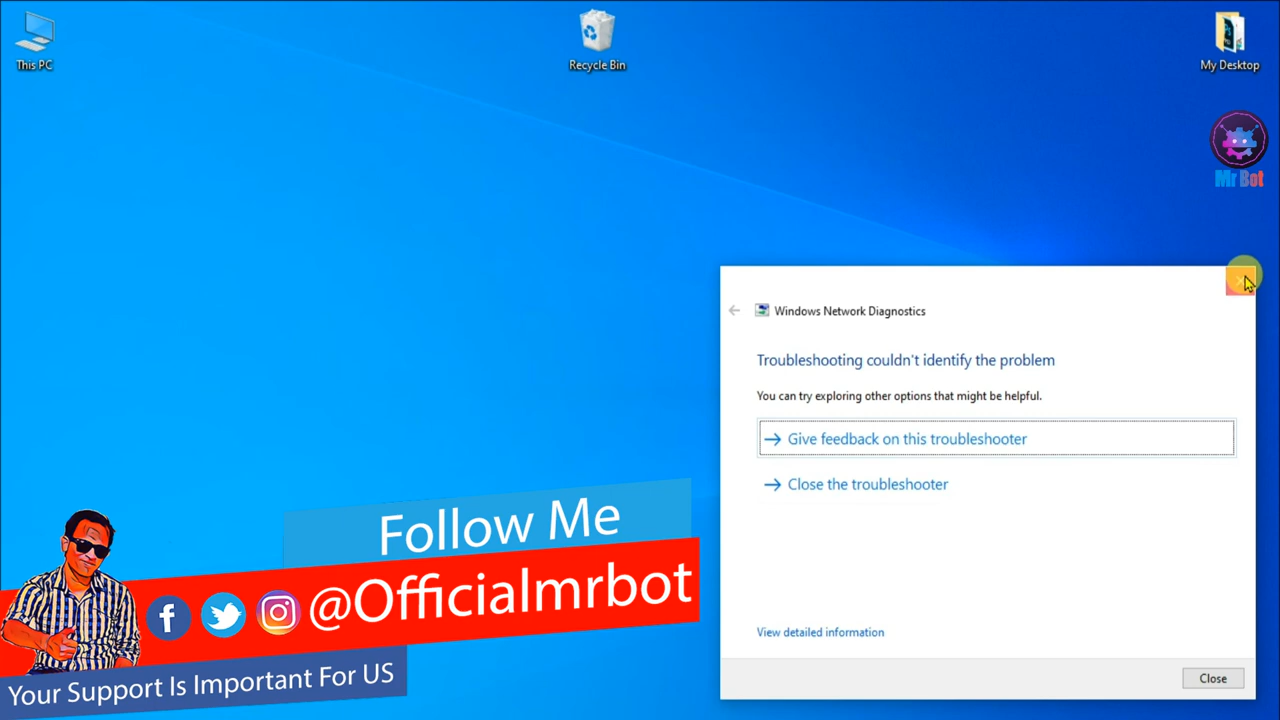 This PC
Recycle Bin
My Desktop
Mr Bot
Windows Network Diagnostics
Troubleshooting couldn't identify the problem
You can try exploring other options that might be helpful.
Give feedback on this troubleshooter
Close the troubleshooter
View detailed information
Close
Follow Me
@Officialmrbot
Your Support Is Important For US